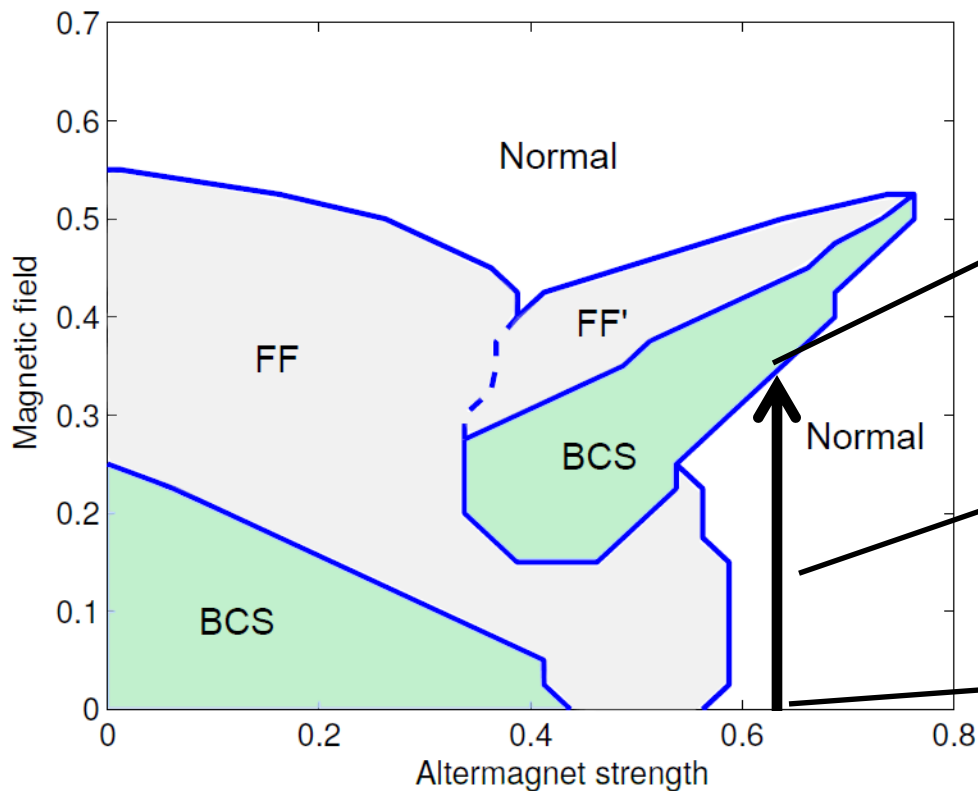 0.7
0.6
0.5
0.4
0.3
0.2
0.1
0
Magnetic field
Normal
FF
FF'
BCS
Normal
BCS
0
0.2
0.4
0.6
0.8
Altermagnet strength